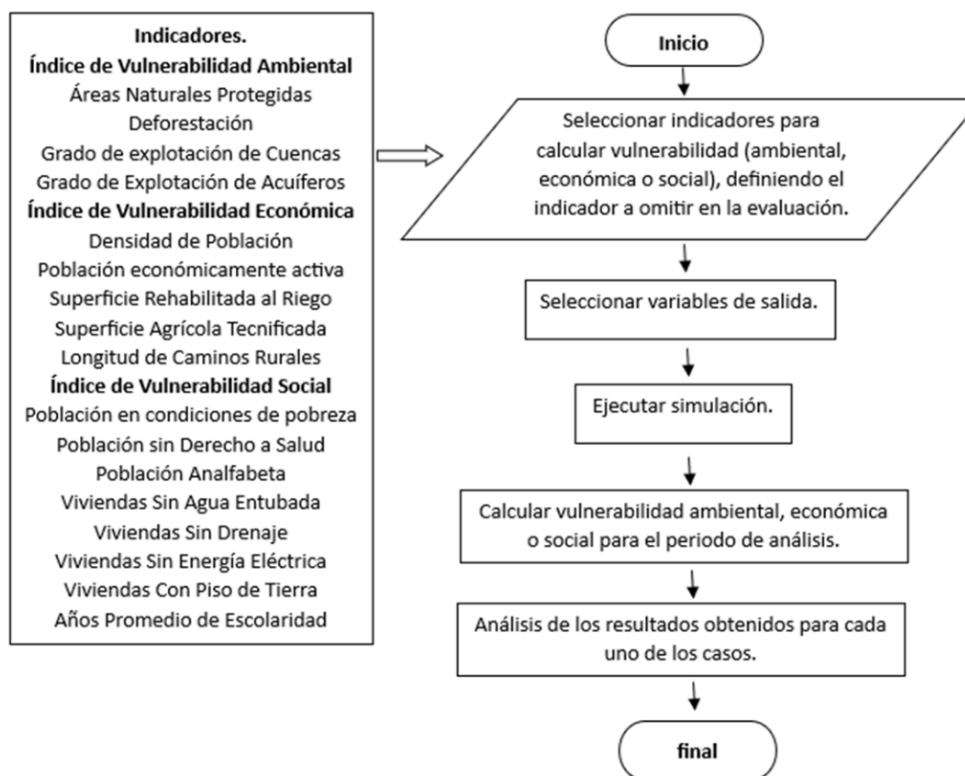 Indicadores.
Índice de Vulnerabilidad Ambiental
Áreas Naturales Protegidas
Deforestación
Grado de explotación de Cuencas
Grado de Explotación de Acuíferos
Índice de Vulnerabilidad Económica
Densidad de Población
Población económicamente activa
Superficie Rehabilitada al Riego
Superficie Agrícola Tecnificada
Longitud de Caminos Rurales
Índice de Vulnerabilidad Social
Población en condiciones de pobreza
Población sin Derecho a Salud
Población Analfabeta
Viviendas Sin Agua Entubada
Viviendas Sin Drenaje
Viviendas Sin Energía Eléctrica
Viviendas Con Piso de Tierra
Años Promedio de Escolaridad
Inicio
Seleccionar indicadores para
calcular vulnerabilidad (ambiental,
económica o social), definiendo el
indicador a omitir en la evaluación.
Seleccionar variables de salida.
Ejecutar simulación.
Calcular vulnerabilidad ambiental, económica
o social para el periodo de análisis.
Análisis de los resultados obtenidos para cada
uno de los casos.
final